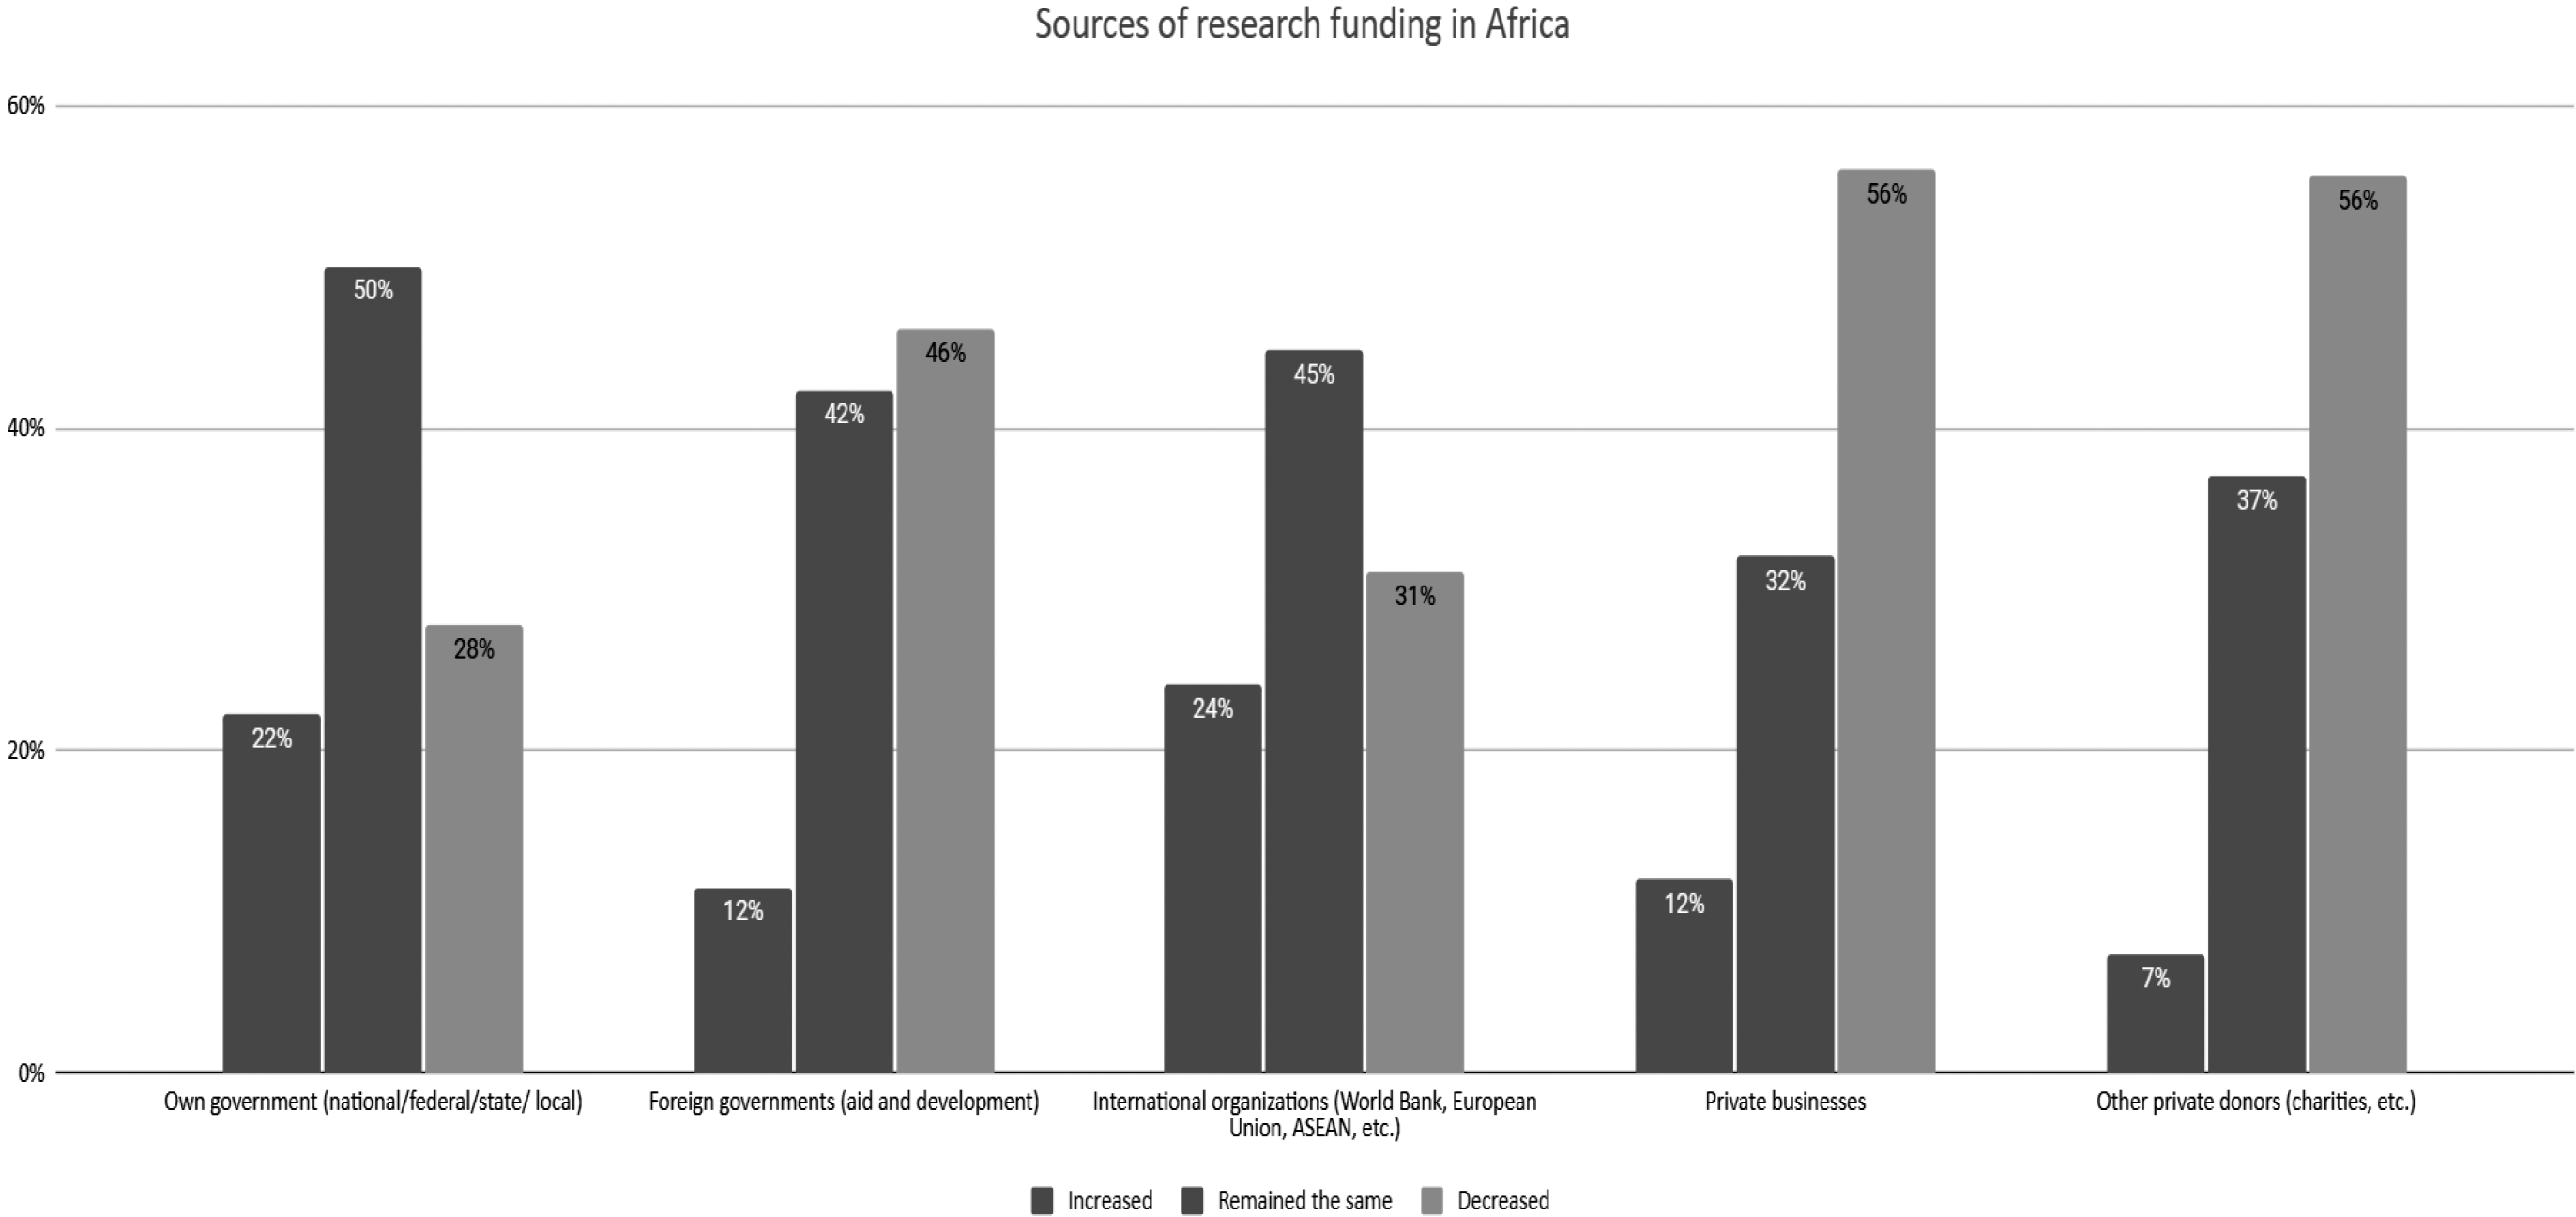 Sources of research funding in Africa
60%
40%
20%
0%
22%
50%
28%
12%
42%
46%
24%
45%
31%
12%
32%
56%
7%
37%
56%
Own government (national/federal/state/ local)
Foreign governments (aid and development)
International organizations (World Bank, European
Union, ASEAN, etc.)
Private businesses
Other private donors (charities, etc.)
Increased
Remained the same
Decreased